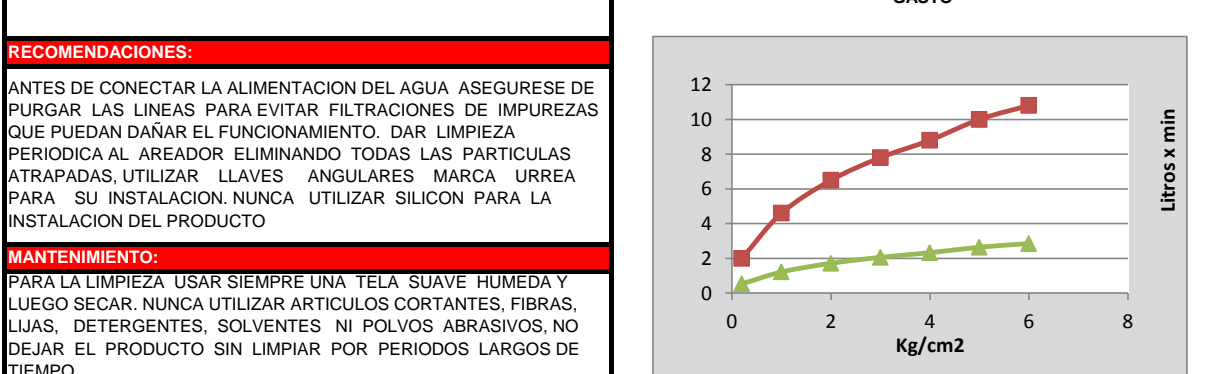 RECOMENDACIONES:
ANTES DE CONECTAR LA ALIMENTACION DEL AGUA ASEGURESE DE
PURGAR LAS LINEAS PARA EVITAR FILTRACIONES DE IMPUREZAS
QUE PUEDAN DAÑAR EL FUNCIONAMIENTO. DAR LIMPIEZA
PERIODICA AL AREADOR ELIMINANDO TODAS LAS PARTICULAS
ATRAPADAS, UTILIZAR LLAVES ANGULARES MARCA URREA
PARA SU INSTALACION. NUNCA UTILIZAR SILICON PARA LA
INSTALACION DEL PRODUCTO
MANTENIMIENTO:
PARA LA LIMPIEZA USAR SIEMPRE UNA TELA SUAVE HUMEDA Y
LUEGO SECAR. NUNCA UTILIZAR ARTICULOS CORTANTES, FIBRAS,
LIJAS, DETERGENTES, SOLVENTES NI POLVOS ABRASIVOS, NO
DEJAR EL PRODUCTO SIN LIMPIAR POR PERIODOS LARGOS DE
TIEMPO
GASTO
12
10
8
6
4
2
0
0 2 4 6 8
Kg/cm2
Litros x min